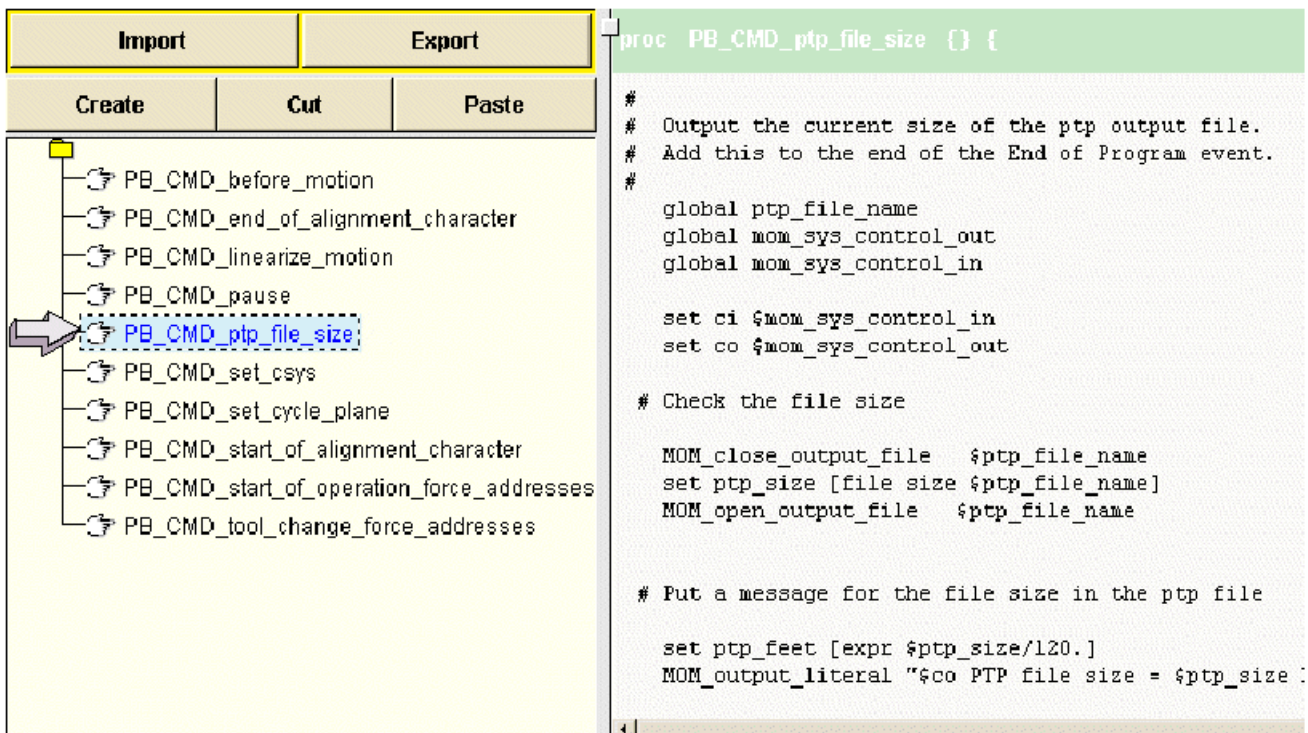 Import
Export
Create
Cut
Paste
PB_CMD_before_motion
PB_CMD_end_of_alignment_character
PB_CMD_linearize_motion
PB_CMD_pause
PB_CMD_ptp_file_size
PB_CMD_set_csys
PB_CMD_set_cycle_plane
PB_CMD_start_of_alignment_character
PB_CMD_start_of_operation_force_addresses
PB_CMD_tool_change_force_addresses
proc PB_CMD_ptp_file_size {} {
#
# Output the current size of the ptp output file.
# Add this to the end of the End of Program event.
#
global ptp_file_name
global mom_sys_control_out
global mom_sys_control_in
set ci $mom_sys_control_in
set co $mom_sys_control_out
# Check the file size
MOM_close_output_file $ptp_file_name
set ptp_size [file size $ptp_file_name]
MOM_open_output_file $ptp_file_name
# Put a message for the file size in the ptp file
set ptp_feet [expr $ptp_size/120.]
MOM_output_literal "$co PTP file size = $ptp_size